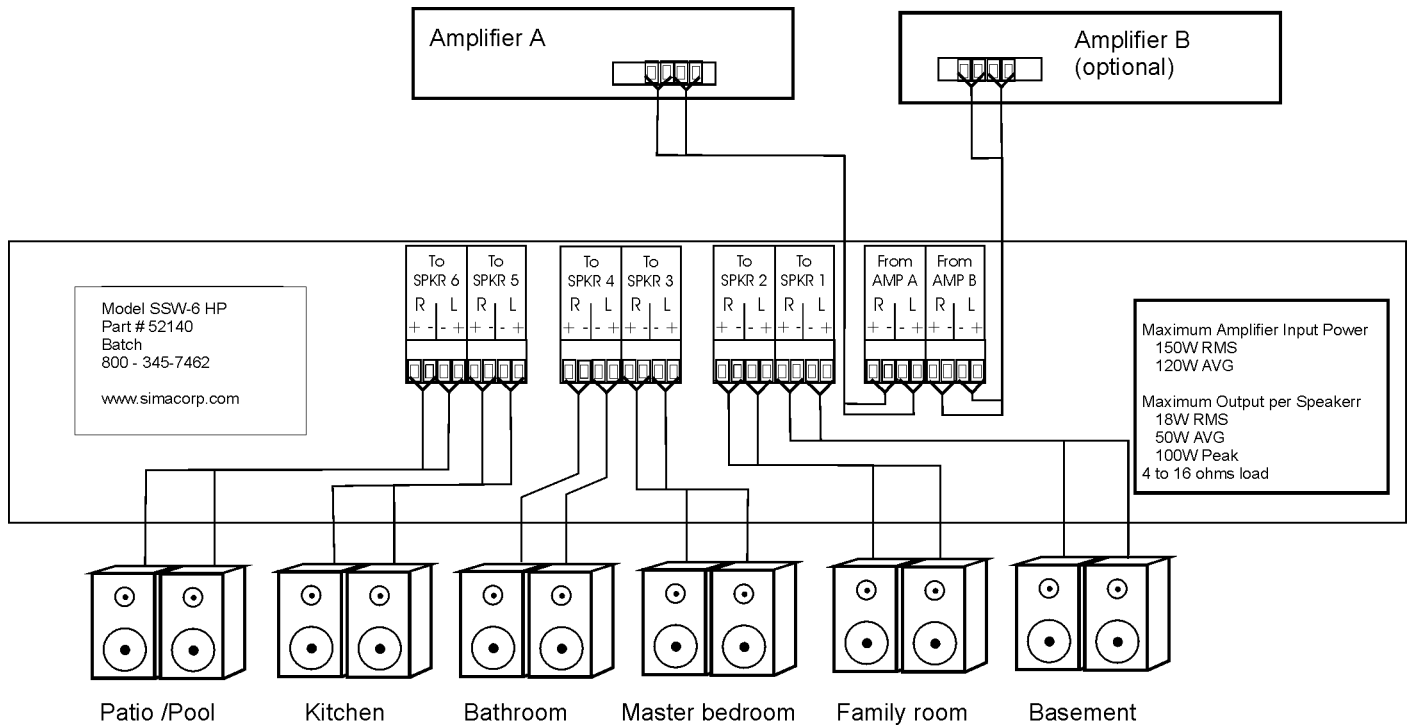 Amplifier A
Amplifier B
(optional)
To To To To To To From From
SPKR 6 SPKR 5 SPKR 4 SPKR 3 SPKR 2 SPKR 1 AMP A AMP B
R L R L R L R L
+ - - + - + + - - + - + + - - + - + + - - + - +
Model SSW-6 HP
Part # 52140
Batch
800 - 345-7462
www.simacorp.com
Maximum Amplifier Input Power
150W RMS
120W AVG
Maximum Output per Speakerr
18W RMS
50W AVG
100W Peak
4 to 16 ohms load
Patio /Pool Kitchen Bathroom Master bedroom Family room Basement